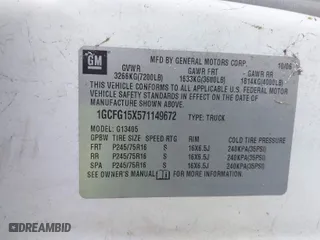 GM
MFD BY GENERAL MOTORS CORP. 10/06
GVWR GAWR FRT GAWR RR
3266KG(7200LB) 1633KG(3600LB) 1814KG(4000LB)
THIS VEHICLE CONFORMS TO ALL APPLICABLE U.S. FEDERAL MOTOR
VEHICLE SAFETY STANDARDS IN EFFECT ON THE DATE OF
MANUFACTURE SHOWN ABOVE.
1GCFG15X571149672 TYPE: TRUCK
MODEL: G13405
GPBW TIRE SIZE SPEED RTG RIM COLD TIRE PRESSURE
FRT P245/75R16 S 16X6.5J 240KPA(35PSI)
RR P245/75R16 S 16X6.5J 240KPA(35PSI)
SPA P245/75R16 S 16X6.5J 240KPA(35PSI)
SEE OWNER'S MANUAL FOR ADDITIONAL INFORMATION.
DEALERSHIP.COM